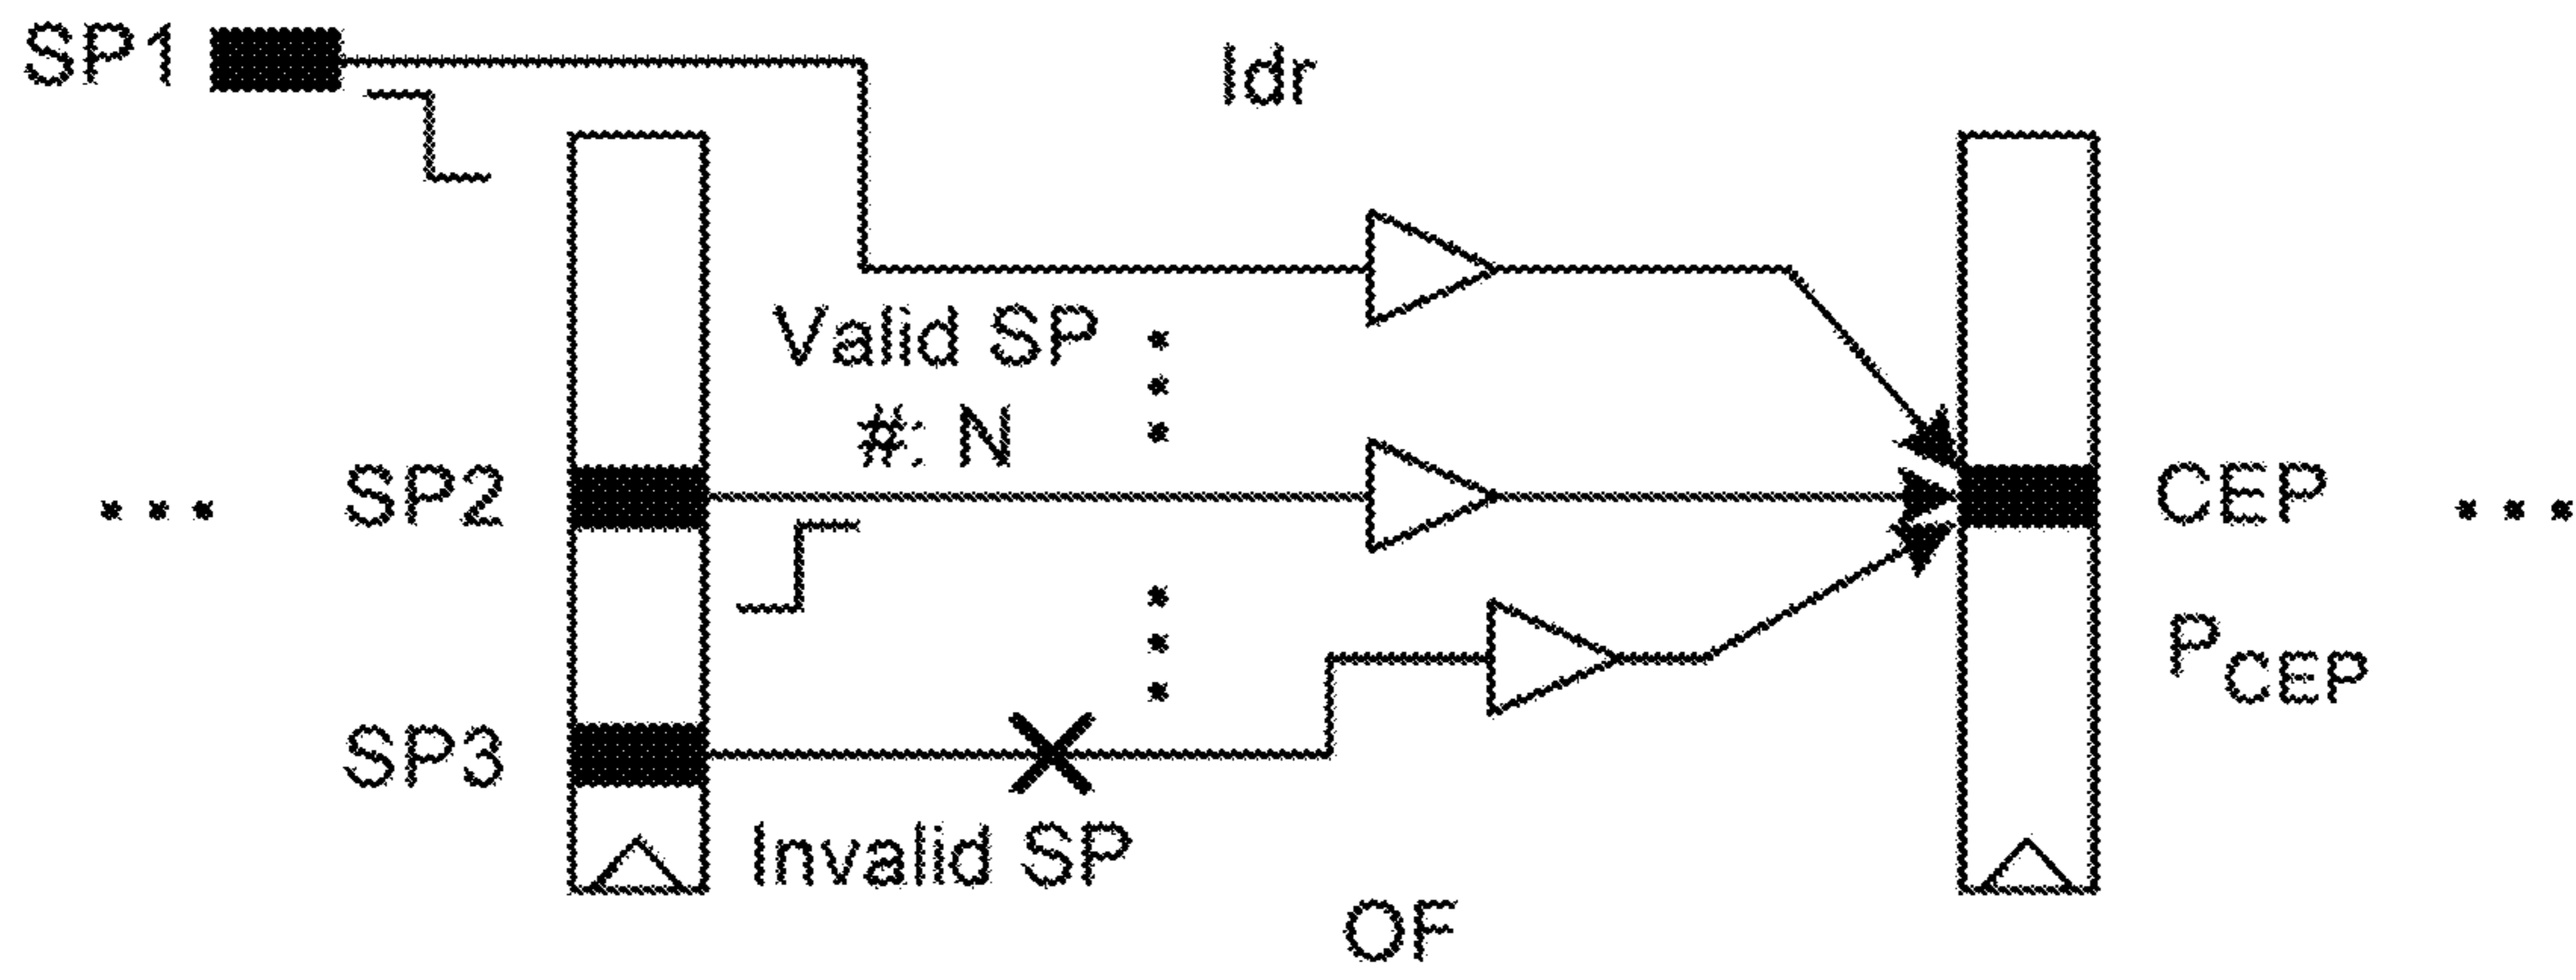 SP1
Idr
Valid SP
#: N
... SP2
CEP ...
P_CEP
SP3
Invalid SP
OF